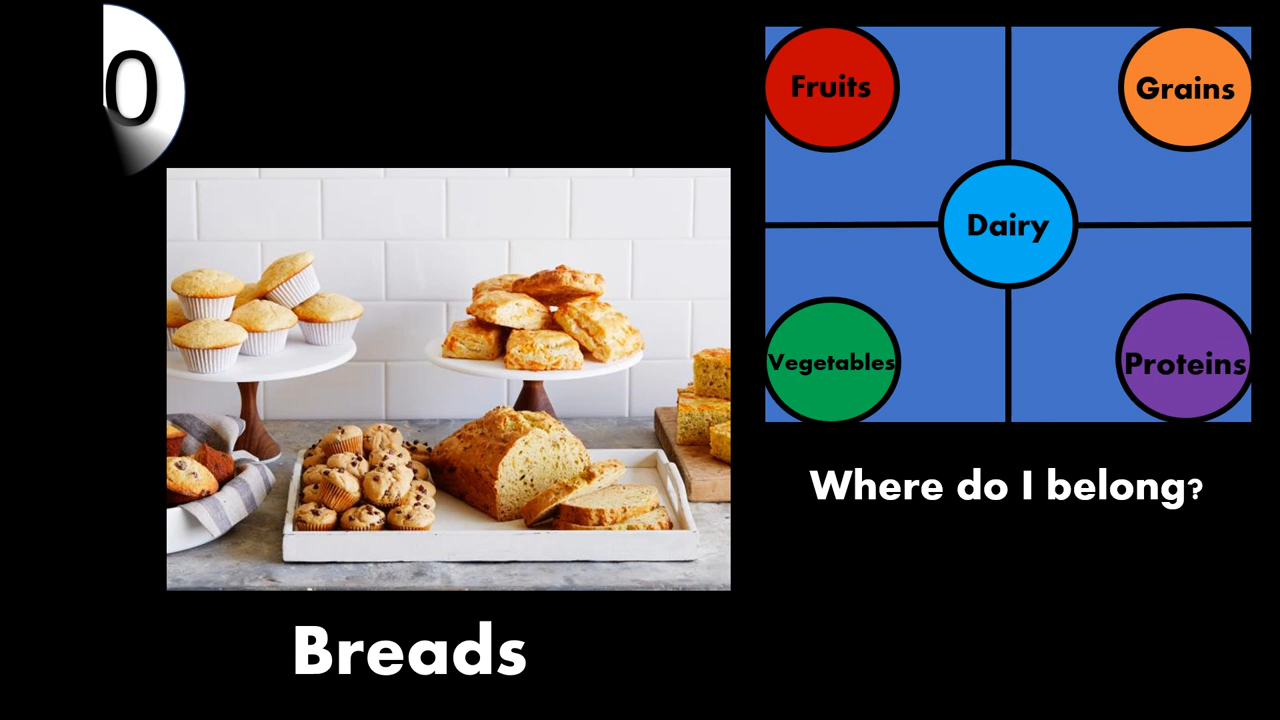 0
Fruits
Grains
Dairy
Vegetables
Proteins
Where do I belong?
Breads